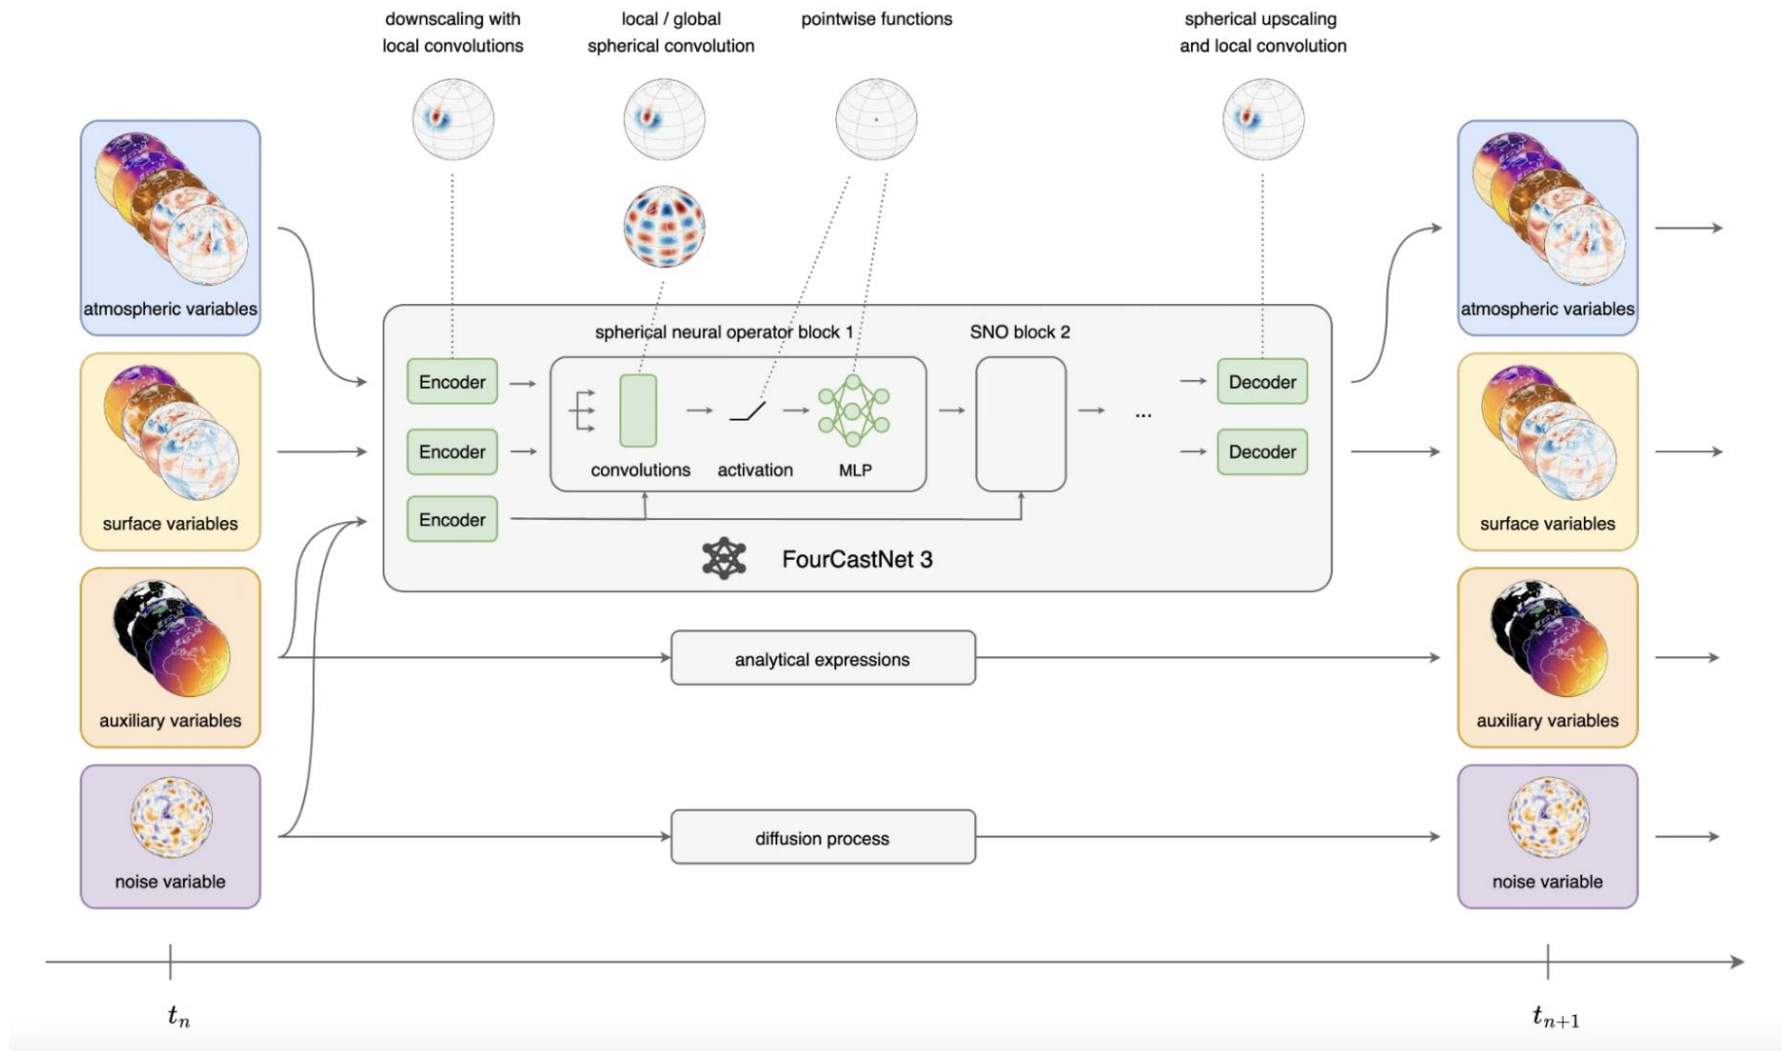 downscaling with
local convolutions
local / global
spherical convolution
pointwise functions
spherical upscaling
and local convolution
atmospheric variables
surface variables
auxiliary variables
noise variable
spherical neural operator block 1
SNO block 2
Encoder
Encoder
Encoder
convolutions
activation
MLP
...
Decoder
Decoder
FourCastNet 3
analytical expressions
diffusion process
atmospheric variables
surface variables
auxiliary variables
noise variable
tₙ
tₙ₊₁